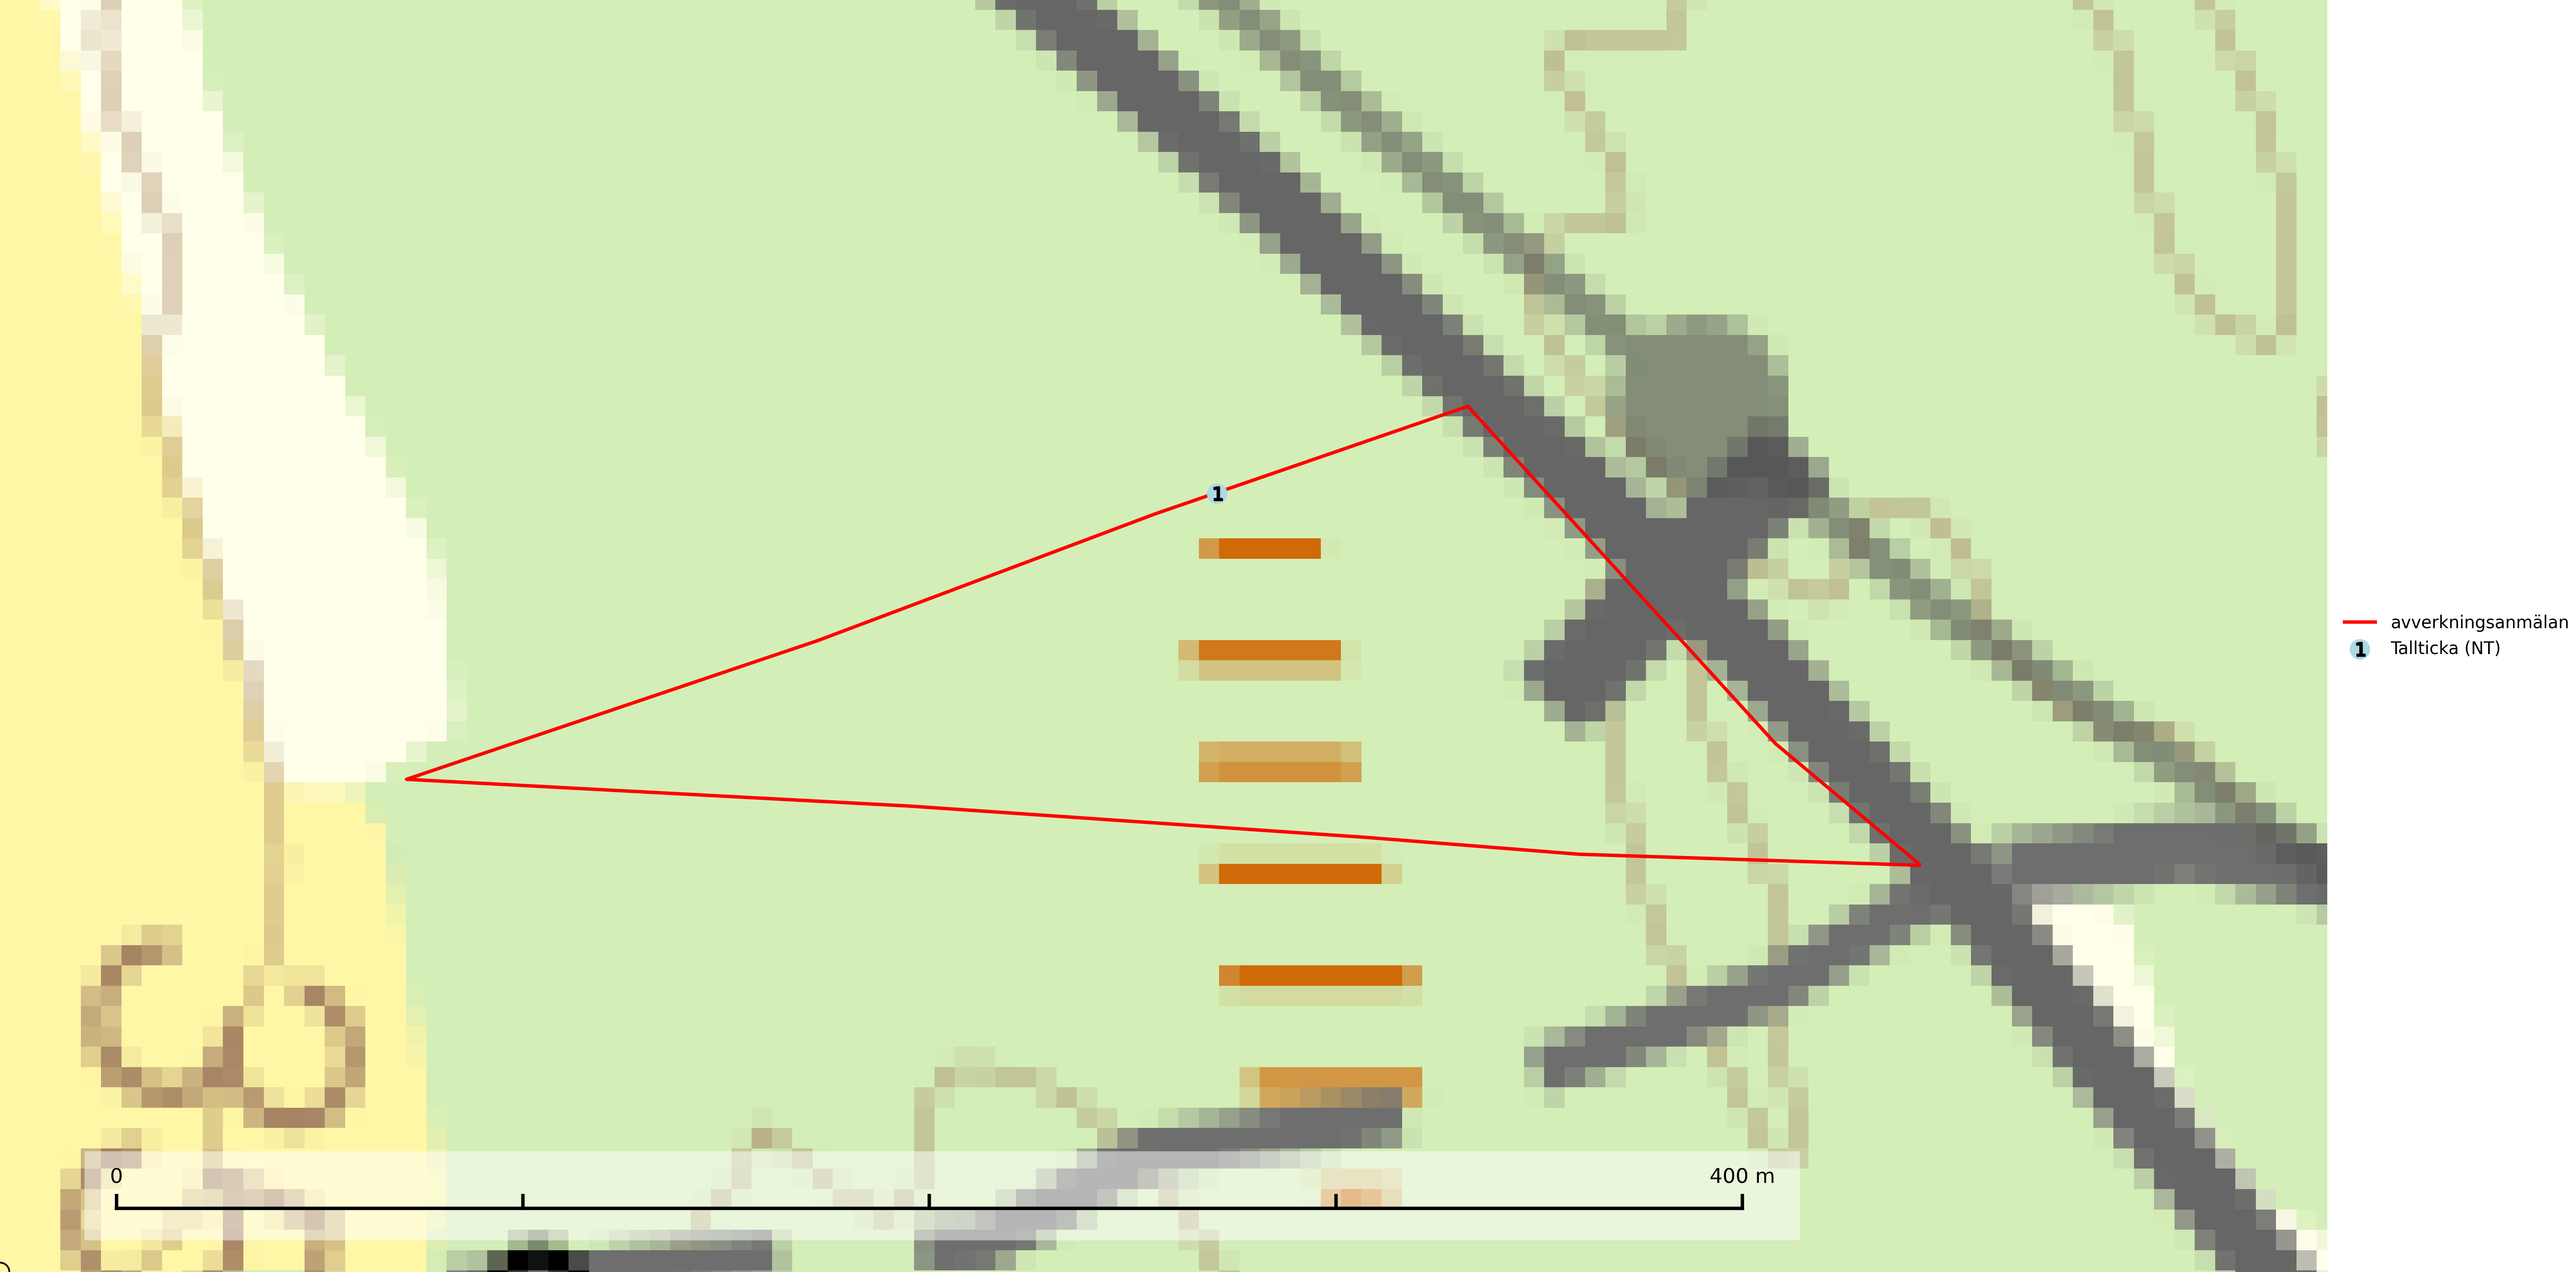 1
avverkningsanmälan
1 Tallticka (NT)
0 400 m